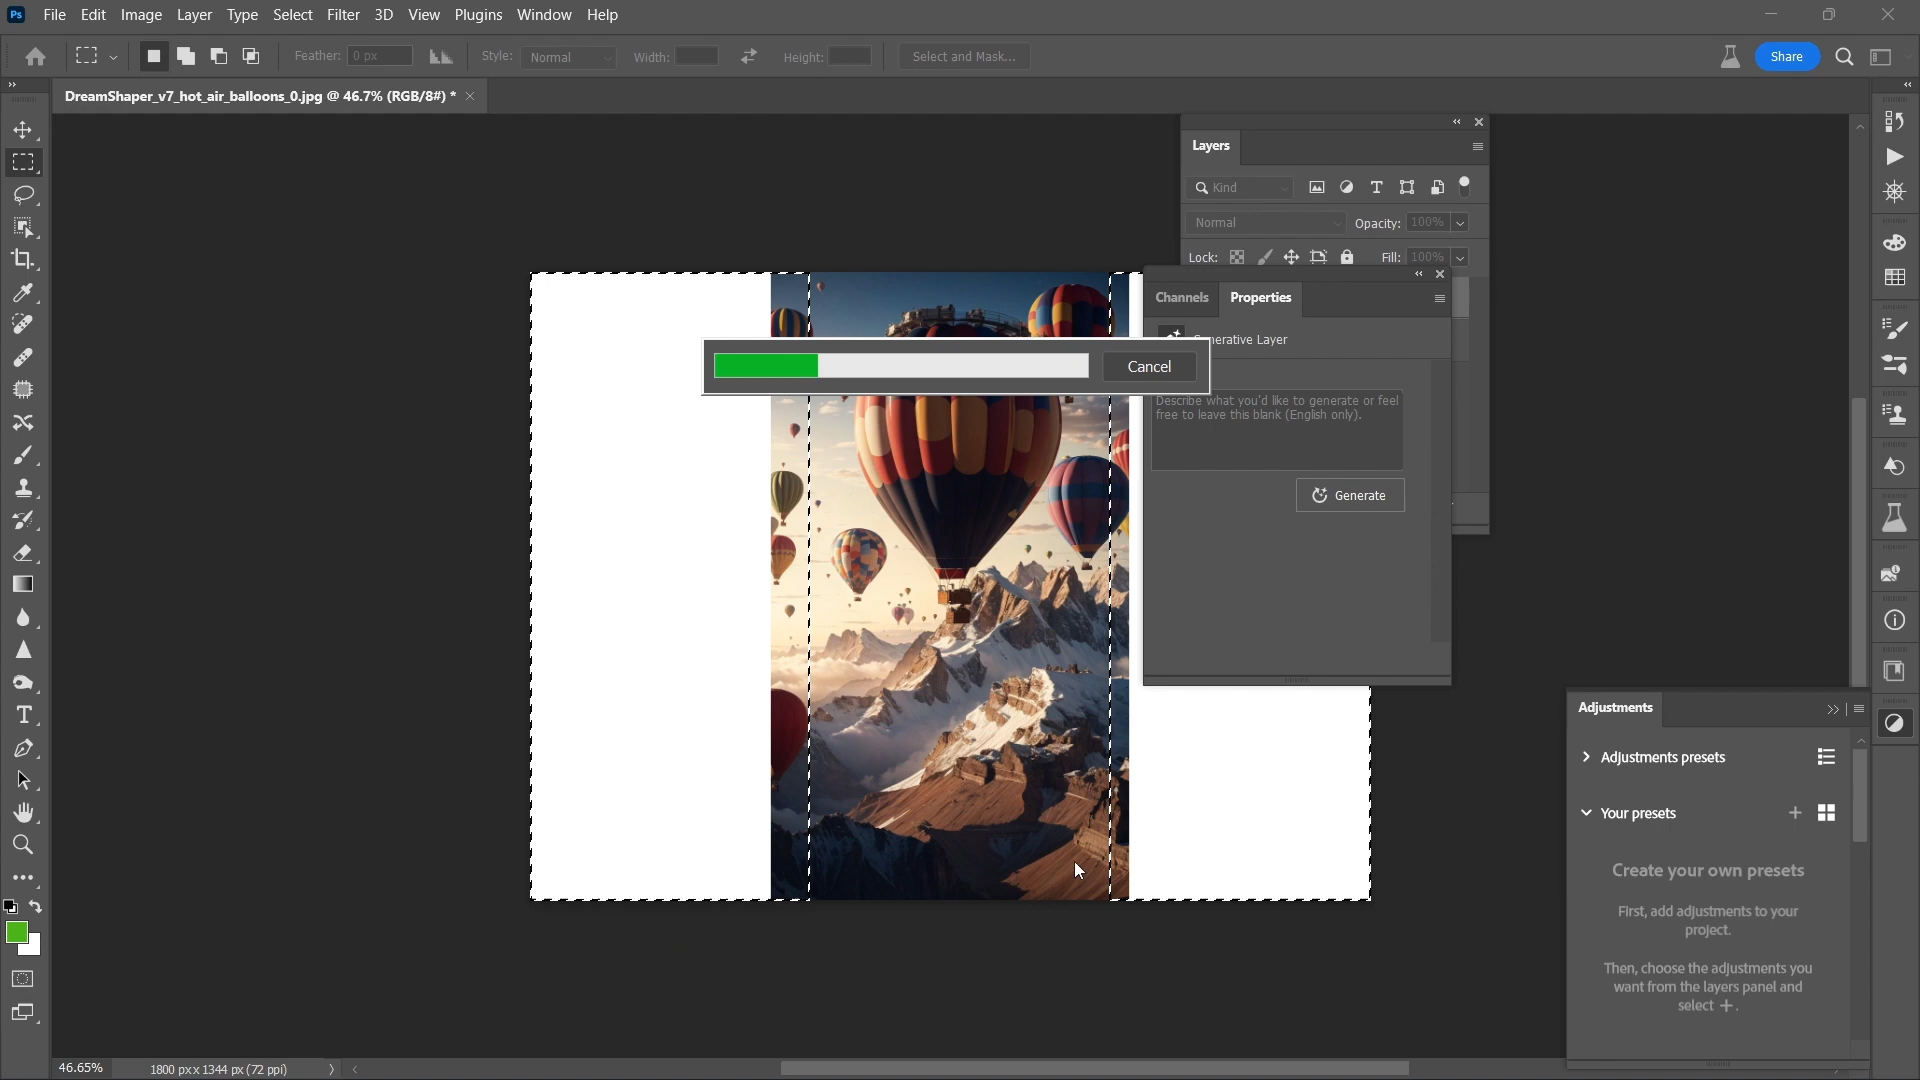 Ps File Edit Image Layer Type Select Filter 3D View Plugins Window Help
Feather: 0 px Style: Normal Width: Height: Select and Mask... Share
DreamShaper_v7_hot_air_balloons_0.jpg @ 46.7% (RGB/8#) *
Layers
Kind
Normal Opacity: 100%
Lock: Fill: 100%
Channels Properties
nerative Layer
Cancel
Describe what you'd like to generate or feel
free to leave this blank (English only).
Generate
Adjustments
Adjustments presets
Your presets
Create your own presets
First, add adjustments to your
project.
Then, choose the adjustments you
want from the layers panel and
select +.
46.65% 1800 px x 1344 px (72 ppi)